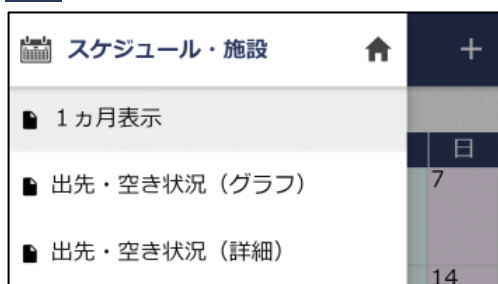 スケジュール・施設
+
1ヵ月表示
日
出先・空き状況(グラフ)
7
出先・空き状況(詳細)
14